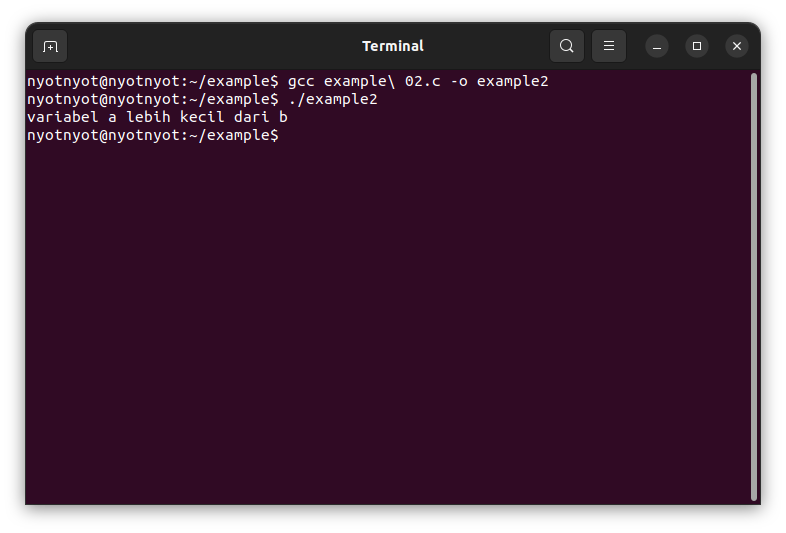 Terminal
nyotnyot@nyotnyot:~/example$ gcc example\ 02.c -o example2
nyotnyot@nyotnyot:~/example$ ./example2
variabel a lebih kecil dari b
nyotnyot@nyotnyot:~/example$